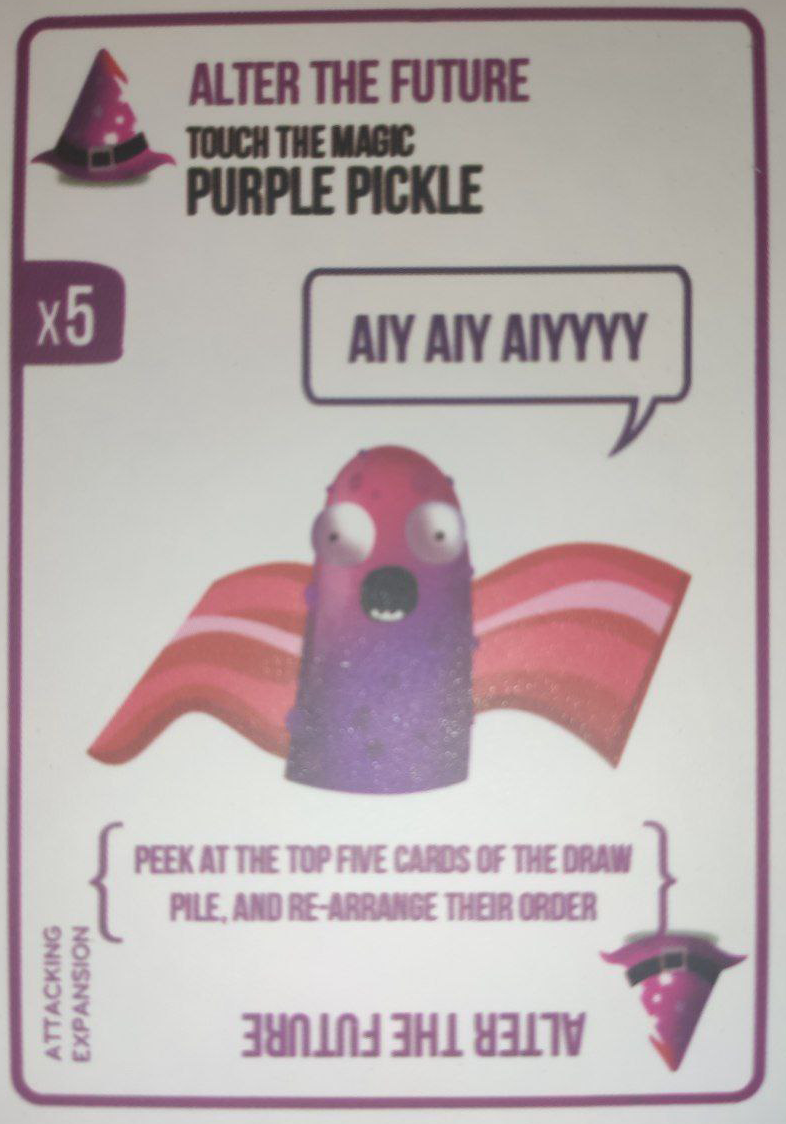 ALTER THE FUTURE
TOUCH THE MAGIC
PURPLE PICKLE
X5
AIY AIY AIYYYY
PEEK AT THE TOP FIVE CARDS OF THE DRAW
PILE, AND RE-ARRANGE THEIR ORDER
ATTACKING
EXPANSION
ALTER THE FUTURE